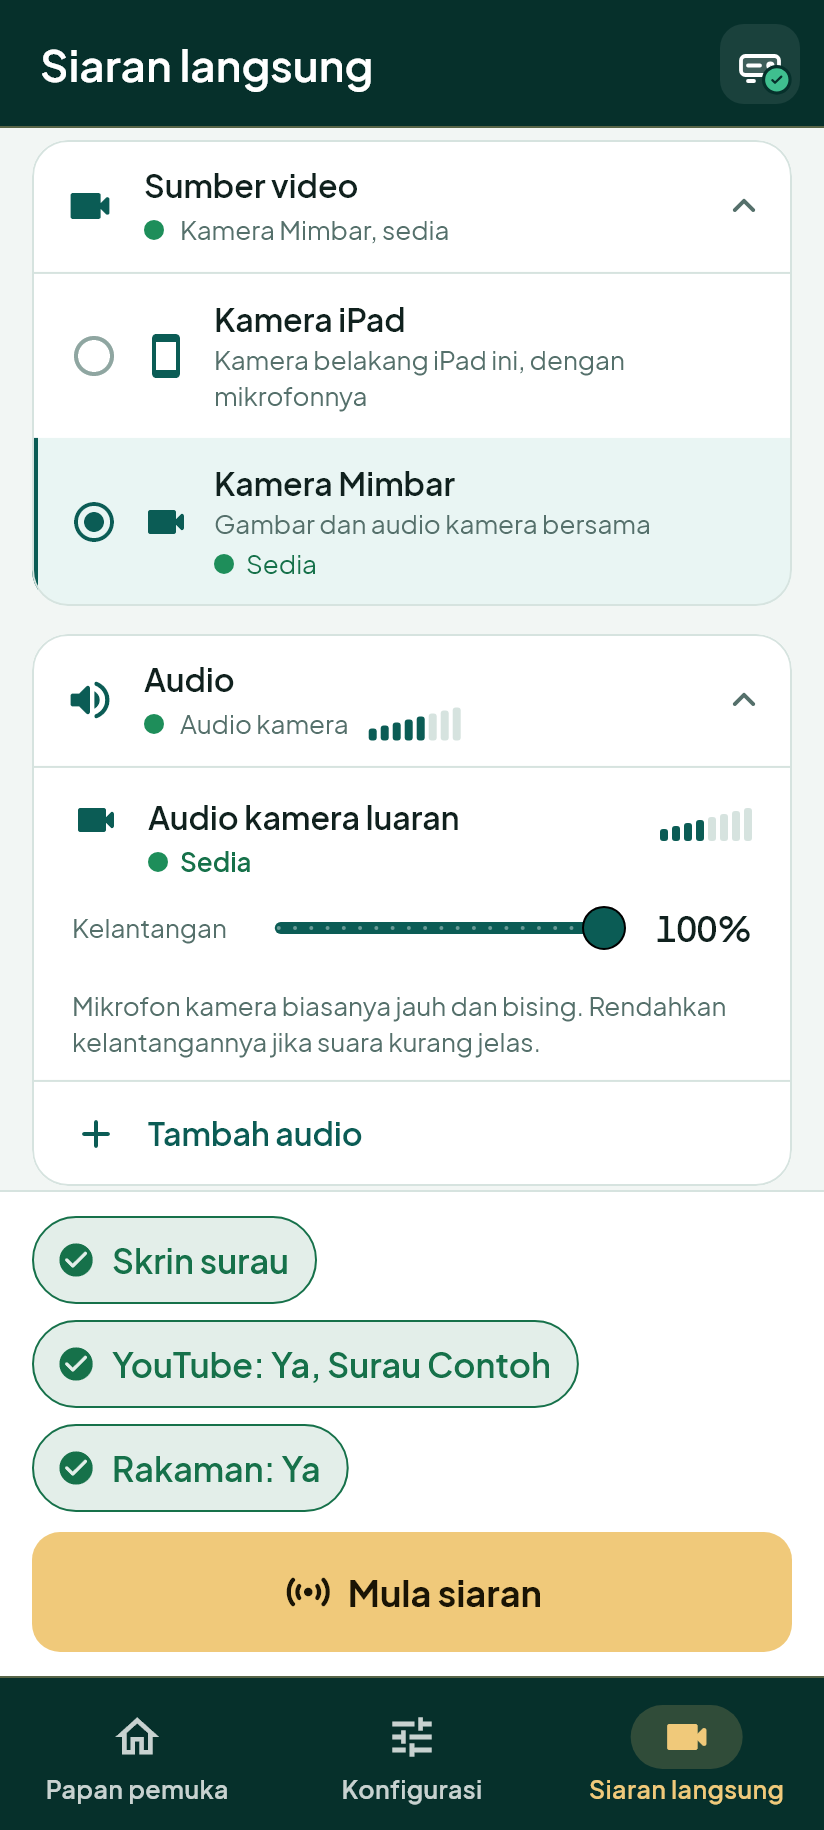 Siaran langsung
Sumber video
Kamera Mimbar, sedia
Kamera iPad
Kamera belakang iPad ini, dengan
mikrofonnya
Kamera Mimbar
Gambar dan audio kamera bersama
Sedia
Audio
Audio kamera
Audio kamera luaran
Sedia
Kelantangan
100%
Mikrofon kamera biasanya jauh dan bising. Rendahkan
kelantangannya jika suara kurang jelas.
Tambah audio
Skrin surau
YouTube: Ya, Surau Contoh
Rakaman: Ya
Mula siaran
Papan pemuka
Konfigurasi
Siaran langsung